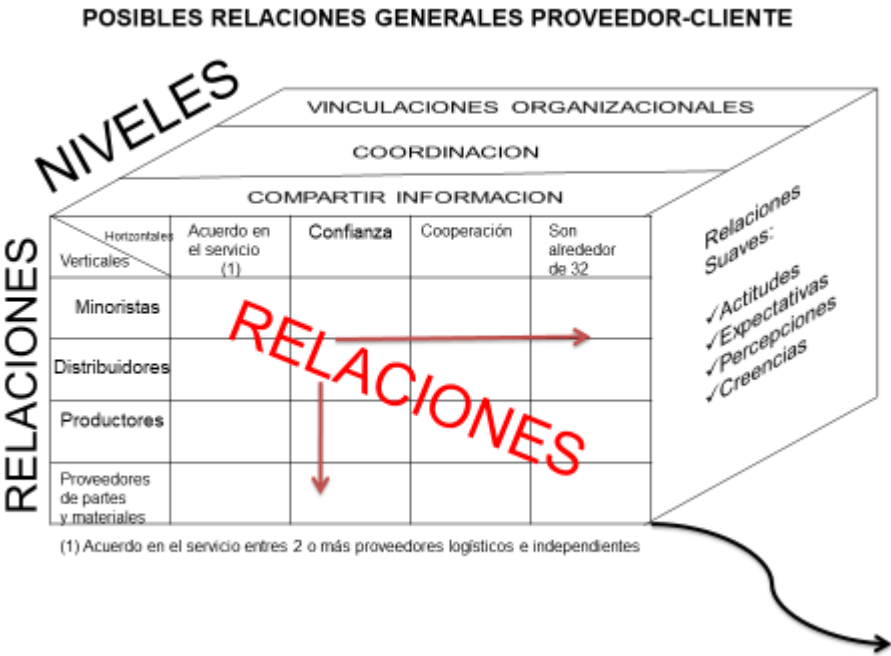 POSIBLES RELACIONES GENERALES PROVEEDOR-CLIENTE
NIVELES
VINCULACIONES ORGANIZACIONALES
COORDINACION
COMPARTIR INFORMACION
RELACIONES
Horizontales
Verticales
Acuerdo en
el servicio
(1)
Confianza
Cooperación
Son
alrededor
de 32
Minoristas
Distribuidores
Productores
Proveedores
de partes
y materiales
RELACIONES
Relaciones
Suaves:
✓Actitudes
✓Expectativas
✓Percepciones
✓Creencias
(1) Acuerdo en el servicio entres 2 o más proveedores logísticos e independientes